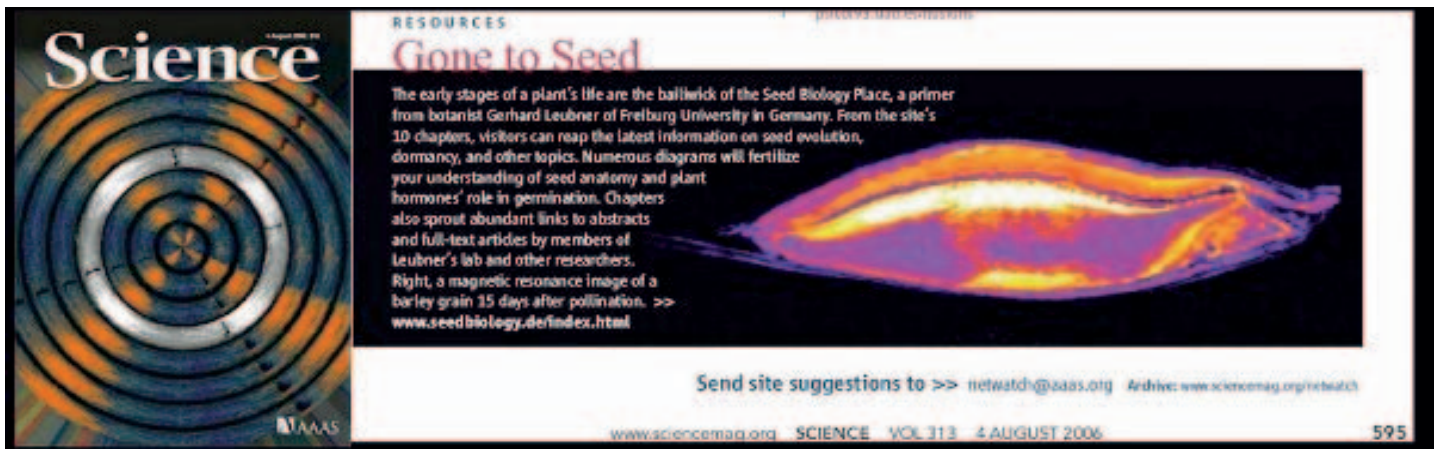 Science
AAAS
RESOURCES
Gone to Seed
The early stages of a plant's life are the bailiwick of the Seed Biology Place, a primer
from botanist Gerhard Leubner of Freiburg University in Germany. From the site's
10 chapters, visitors can reap the latest information on seed evolution,
dormancy, and other topics. Numerous diagrams will fertilize
your understanding of seed anatomy and plant
hormones' role in germination. Chapters
also sprout abundant links to abstracts
and full-text articles by members of
Leubner's lab and other researchers.
Right, a magnetic resonance image of a
barley grain 15 days after pollination. >>
www.seedbiology.de/index.html
Send site suggestions to >> netwatch@aaas.org Archive: www.sciencemag.org/netwatch
www.sciencemag.org SCIENCE VOL 313 4 AUGUST 2006 595